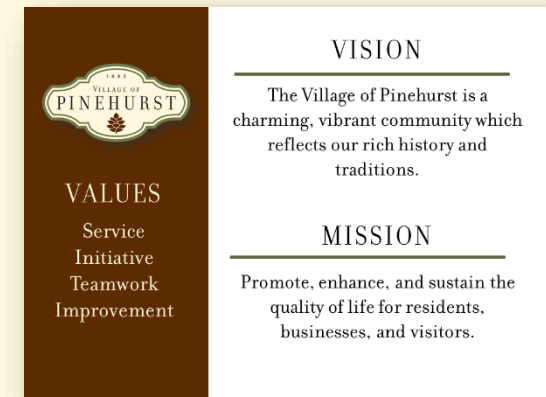 1895
VILLAGE OF
PINEHURST
VALUES
Service
Initiative
Teamwork
Improvement
VISION
The Village of Pinehurst is a
charming, vibrant community which
reflects our rich history and
traditions.
MISSION
Promote, enhance, and sustain the
quality of life for residents,
businesses, and visitors.